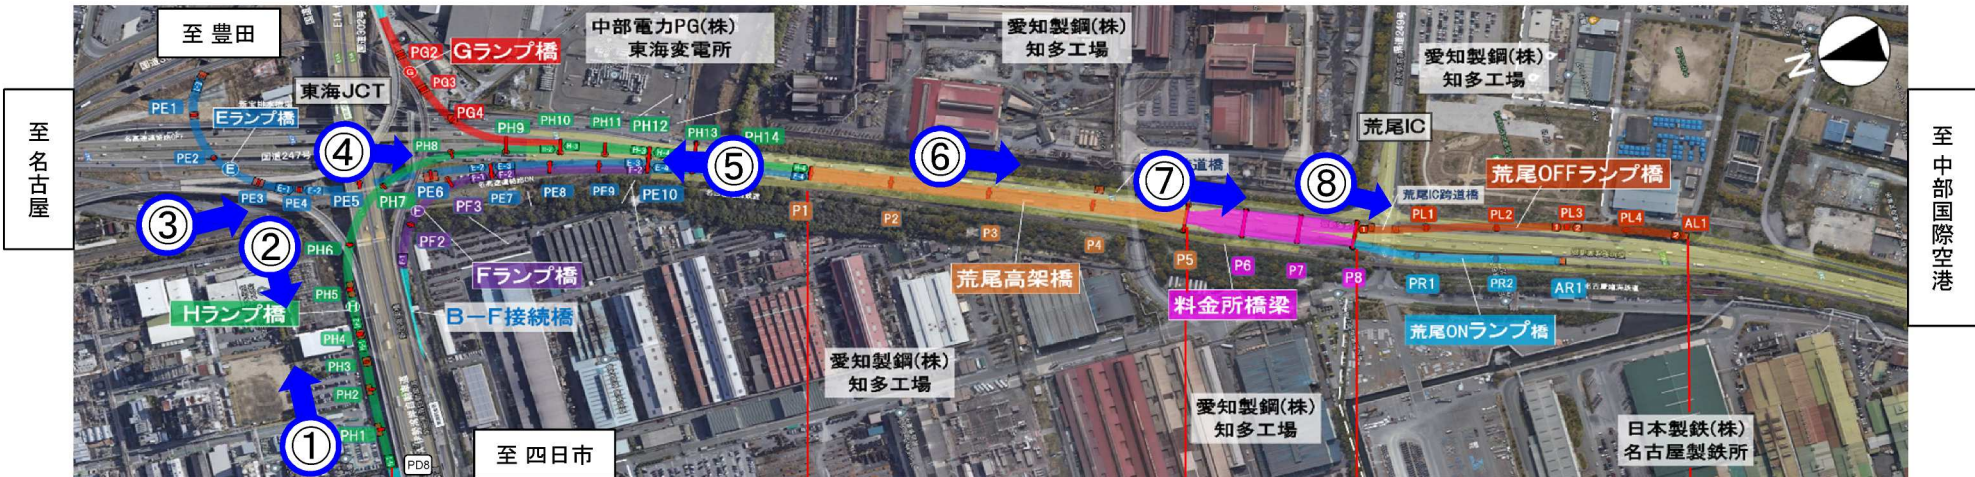 至 豊田
中部電力PG(株)
東海変電所
愛知製鋼(株)
知多工場
愛知製鋼(株)
知多工場
N
至 名古屋
至 中部国際空港
Gランプ橋
PG2
PG3
PG4
東海JCT
荒尾IC
PE1
Eランプ橋
PE2
国道247号
E
PE3
PE4
PE5
PE6
PE7
PE8
PE9
PE10
PH14
PH13
PH12
PH11
PH10
PH9
PH8
PH7
PH6
PH5
PH4
PH3
PH2
PH1
PF3
PF2
Fランプ橋
Hランプ橋
B－F接続橋
①
②
③
④
⑤
⑥
⑦
⑧
道橋
荒尾IC跨道橋
荒尾OFFランプ橋
PL1
PL2
PL3
PL4
AL1
P1
P2
P3
P4
P5
P6
P7
P8
荒尾高架橋
料金所橋梁
PR1
PR2
AR1
荒尾ONランプ橋
愛知製鋼(株)
知多工場
愛知製鋼(株)
知多工場
日本製鉄(株)
名古屋製鉄所
PD8
至 四日市